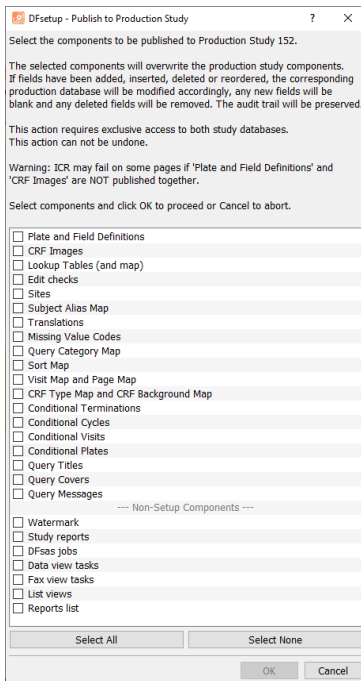 DFsetup - Publish to Production Study ? ×
Select the components to be published to Production Study 152.
The selected components will overwrite the production study components.
If fields have been added, inserted, deleted or reordered, the corresponding
production database will be modified accordingly, any new fields will be
blank and any deleted fields will be removed. The audit trail will be preserved.
This action requires exclusive access to both study databases.
This action can not be undone.
Warning: ICR may fail on some pages if 'Plate and Field Definitions' and
'CRF Images' are NOT published together.
Select components and click OK to proceed or Cancel to abort.
Plate and Field Definitions
CRF Images
Lookup Tables (and map)
Edit checks
Sites
Subject Alias Map
Translations
Missing Value Codes
Query Category Map
Sort Map
Visit Map and Page Map
CRF Type Map and CRF Background Map
Conditional Terminations
Conditional Cycles
Conditional Visits
Conditional Plates
Query Titles
Query Covers
Query Messages
--- Non-Setup Components ---
Watermark
Study reports
DFsas jobs
Data view tasks
Fax view tasks
List views
Reports list
Select All Select None
OK Cancel